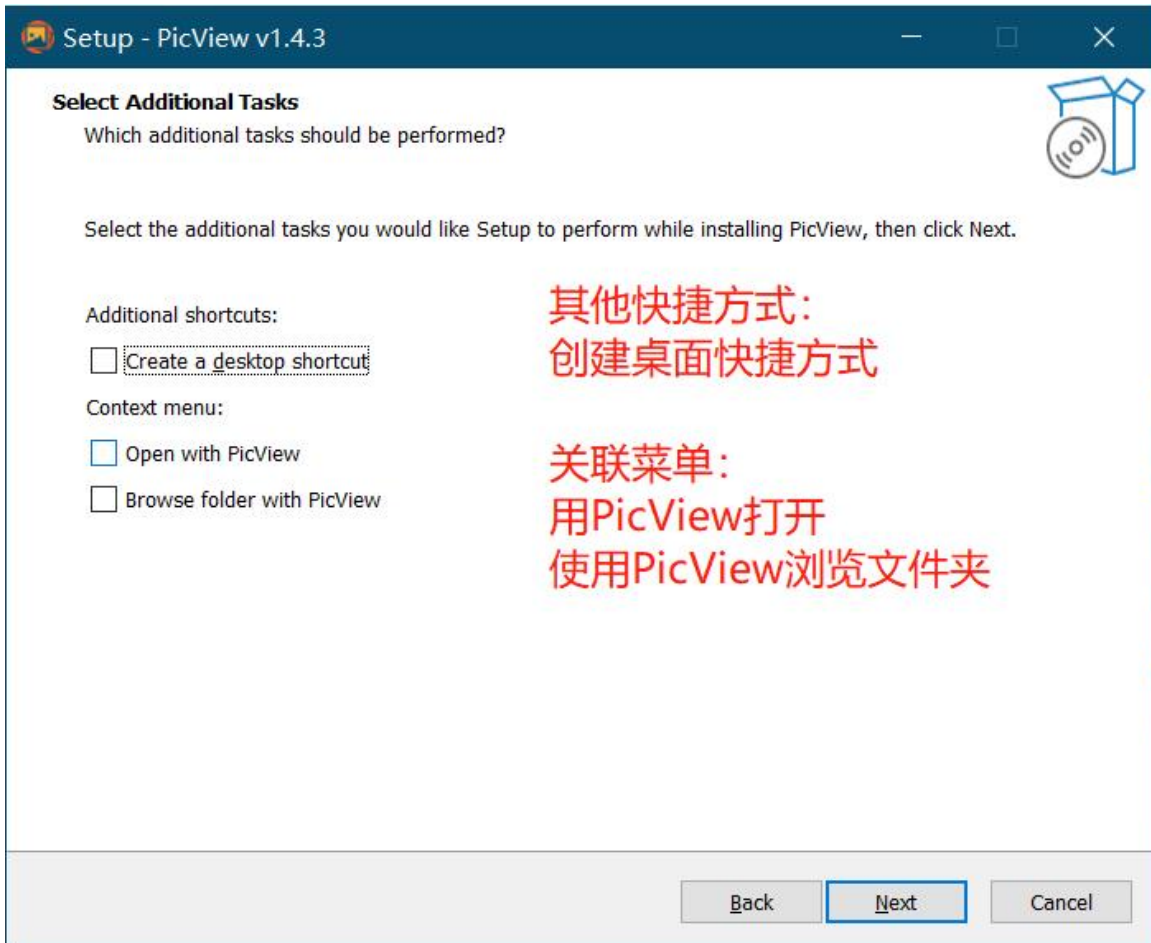 Setup - PicView v1.4.3
Select Additional Tasks
Which additional tasks should be performed?
Select the additional tasks you would like Setup to perform while installing PicView, then click Next.
Additional shortcuts:
Create a desktop shortcut
Context menu:
Open with PicView
Browse folder with PicView
其他快捷方式：
创建桌面快捷方式
关联菜单：
用PicView打开
使用PicView浏览文件夹
Back
Next
Cancel